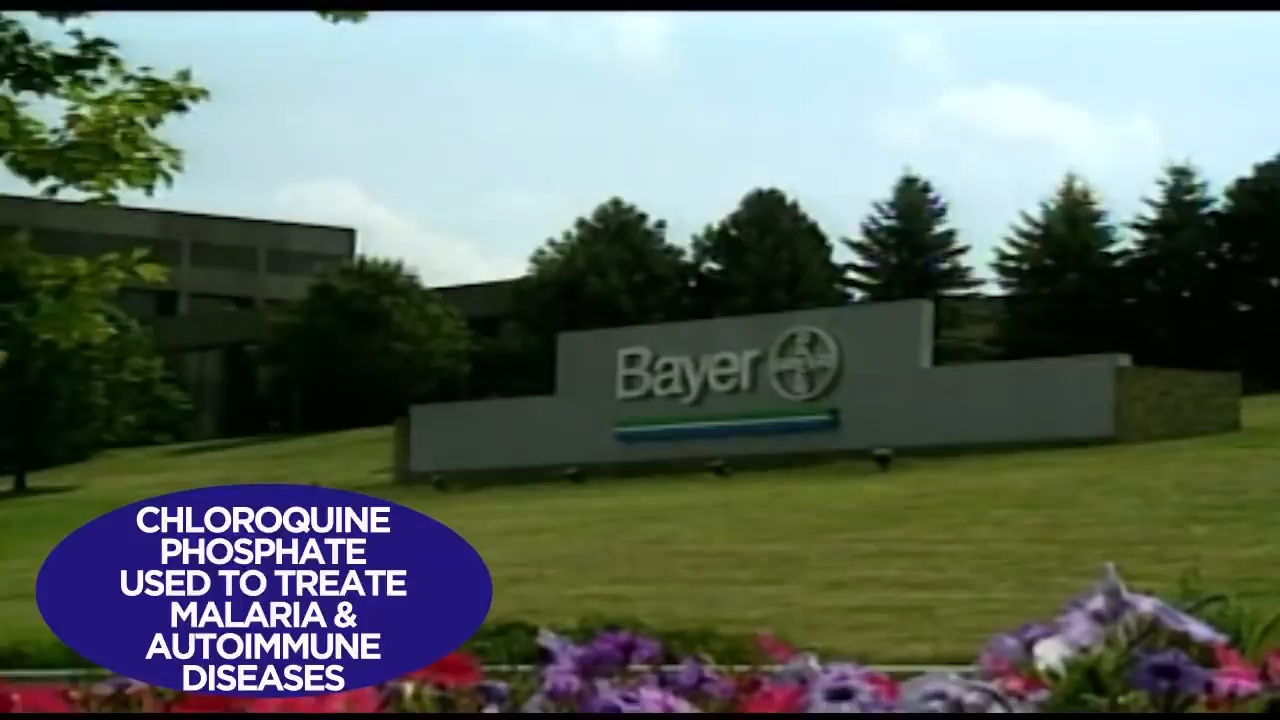 Bayer
CHLOROQUINE
PHOSPHATE
USED TO TREATE
MALARIA &
AUTOIMMUNE
DISEASES